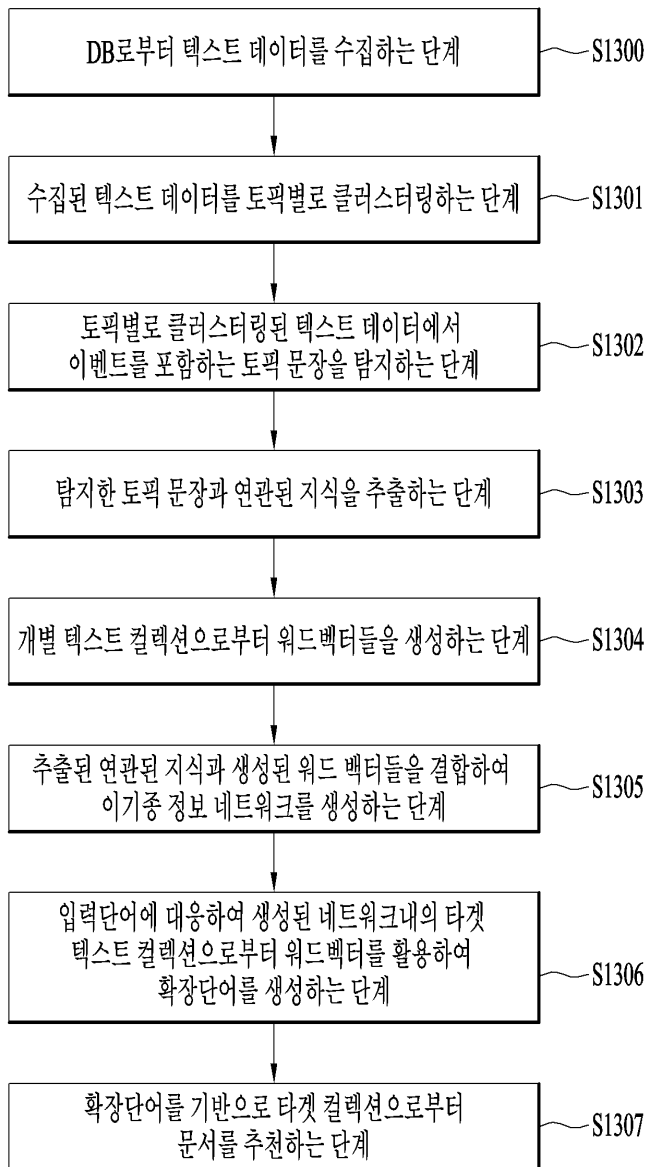 DB로부터 텍스트 데이터를 수집하는 단계
S1300
수집된 텍스트 데이터를 토픽별로 클러스터링하는 단계
S1301
토픽별로 클러스터링된 텍스트 데이터에서
이벤트를 포함하는 토픽 문장을 탐지하는 단계
S1302
탐지한 토픽 문장과 연관된 지식을 추출하는 단계
S1303
개별 텍스트 컬렉션으로부터 워드벡터들을 생성하는 단계
S1304
추출된 연관된 지식과 생성된 워드 백터들을 결합하여
이기종 정보 네트워크를 생성하는 단계
S1305
입력단어에 대응하여 생성된 네트워크내의 타겟
텍스트 컬렉션으로부터 워드벡터를 활용하여
확장단어를 생성하는 단계
S1306
확장단어를 기반으로 타겟 컬렉션으로부터
문서를 추천하는 단계
S1307